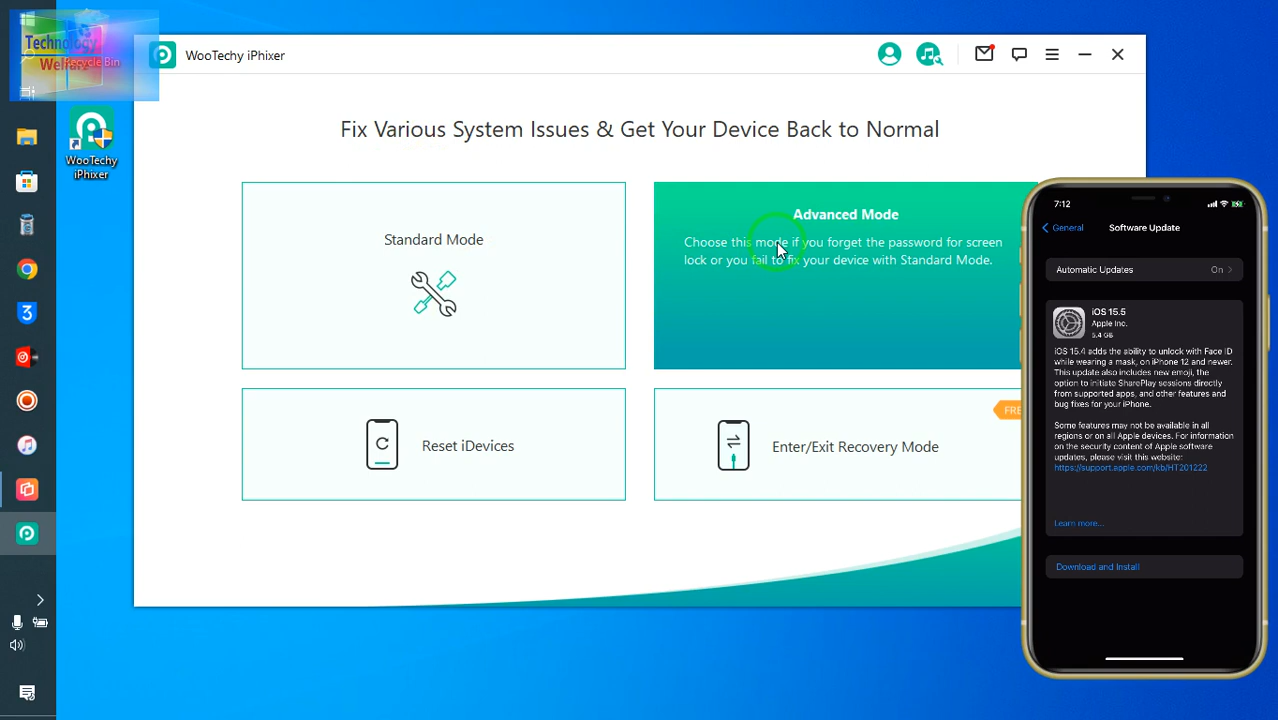 Technology
Welfare
Recycle Bin
WooTechy
iPhixer
WooTechy iPhixer
Fix Various System Issues & Get Your Device Back to Normal
Standard Mode
Advanced Mode
Choose this mode if you forget the password for screen
lock or you fail to fix your device with Standard Mode.
Reset iDevices
FRE
Enter/Exit Recovery Mode
7:12
General
Software Update
Automatic Updates
On
iOS 15.5
Apple Inc.
5.4 GB
iOS 15.4 adds the ability to unlock with Face ID
while wearing a mask, on iPhone 12 and newer.
This update also includes new emoji, the
option to initiate SharePlay sessions directly
from supported apps, and other features and
bug fixes for your iPhone.
Some features may not be available in all
regions or on all Apple devices. For information
on the security content of Apple software
updates, please visit this website:
https://support.apple.com/kb/HT201222
Learn more...
Download and Install